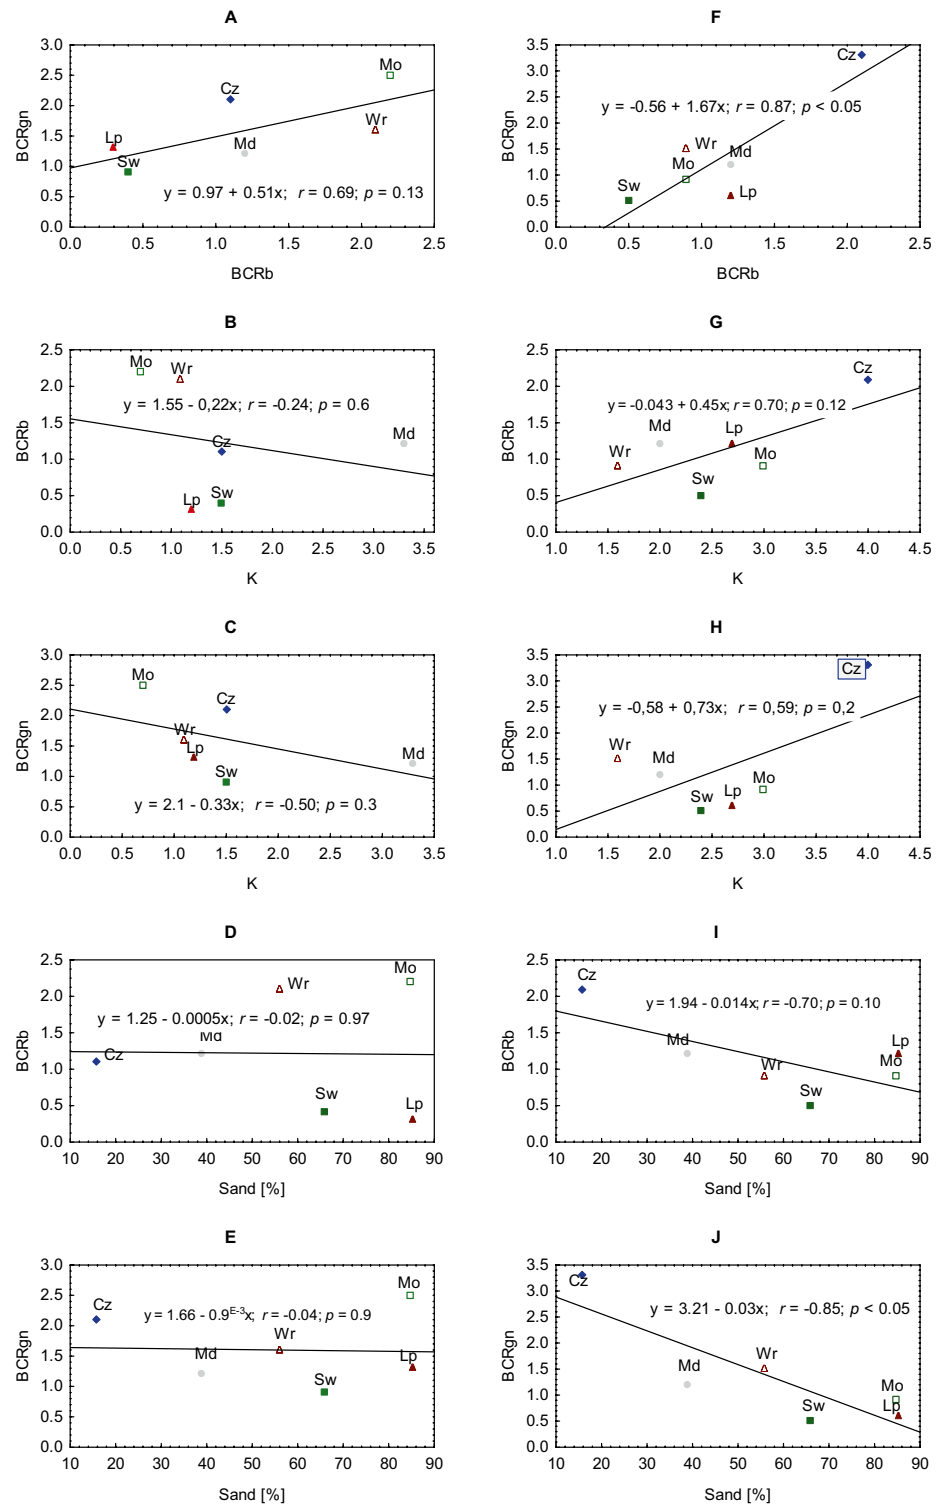 A
BCRgn
3.0
2.5
2.0
1.5
1.0
0.5
0.0
Mo
Cz
Wr
Lp
Md
Sw
y = 0.97 + 0.51x; r = 0.69; p = 0.13
0.0 0.5 1.0 1.5 2.0 2.5
BCRb
F
BCRgn
3.5
3.0
2.5
2.0
1.5
1.0
0.5
0.0
Cz
y = -0.56 + 1.67x; r = 0.87; p < 0.05
Wr
Md
Mo
Sw
Lp
0.0 0.5 1.0 1.5 2.0 2.5
BCRb
B
BCRb
2.5
2.0
1.5
1.0
0.5
0.0
Mo
Wr
y = 1.55 - 0,22x; r = -0.24; p = 0.6
Cz
Md
Lp
Sw
0.0 0.5 1.0 1.5 2.0 2.5 3.0 3.5
K
G
BCRb
2.5
2.0
1.5
1.0
0.5
0.0
Cz
y = -0.043 + 0.45x; r = 0.70; p = 0.12
Md
Lp
Wr
Mo
Sw
1.0 1.5 2.0 2.5 3.0 3.5 4.0 4.5
K
C
BCRgn
3.0
2.5
2.0
1.5
1.0
0.5
0.0
Mo
Cz
Wr
Lp
Md
Sw
y = 2.1 - 0.33x; r = -0.50; p = 0.3
0.0 0.5 1.0 1.5 2.0 2.5 3.0 3.5
K
H
BCRgn
3.5
3.0
2.5
2.0
1.5
1.0
0.5
0.0
Cz
y = -0,58 + 0,73x; r = 0,59; p = 0,2
Wr
Md
Mo
Sw
Lp
1.0 1.5 2.0 2.5 3.0 3.5 4.0 4.5
K
D
BCRb
2.5
2.0
1.5
1.0
0.5
0.0
Mo
Wr
y = 1.25 - 0.0005x; r = -0.02; p = 0.97
Md
Cz
Sw
Lp
10 20 30 40 50 60 70 80 90
Sand [%]
I
BCRb
2.5
2.0
1.5
1.0
0.5
0.0
Cz
y = 1.94 - 0.014x; r = -0.70; p = 0.10
Md
Lp
Wr
Mo
Sw
10 20 30 40 50 60 70 80 90
Sand [%]
E
BCRgn
3.0
2.5
2.0
1.5
1.0
0.5
0.0
Mo
Cz
y = 1.66 - 0.9E-3x; r = -0.04; p = 0.9
Wr
Md
Lp
Sw
10 20 30 40 50 60 70 80 90
Sand [%]
J
BCRgn
3.5
3.0
2.5
2.0
1.5
1.0
0.5
0.0
Cz
y = 3.21 - 0.03x; r = -0.85; p < 0.05
Wr
Md
Mo
Sw
Lp
10 20 30 40 50 60 70 80 90
Sand [%]